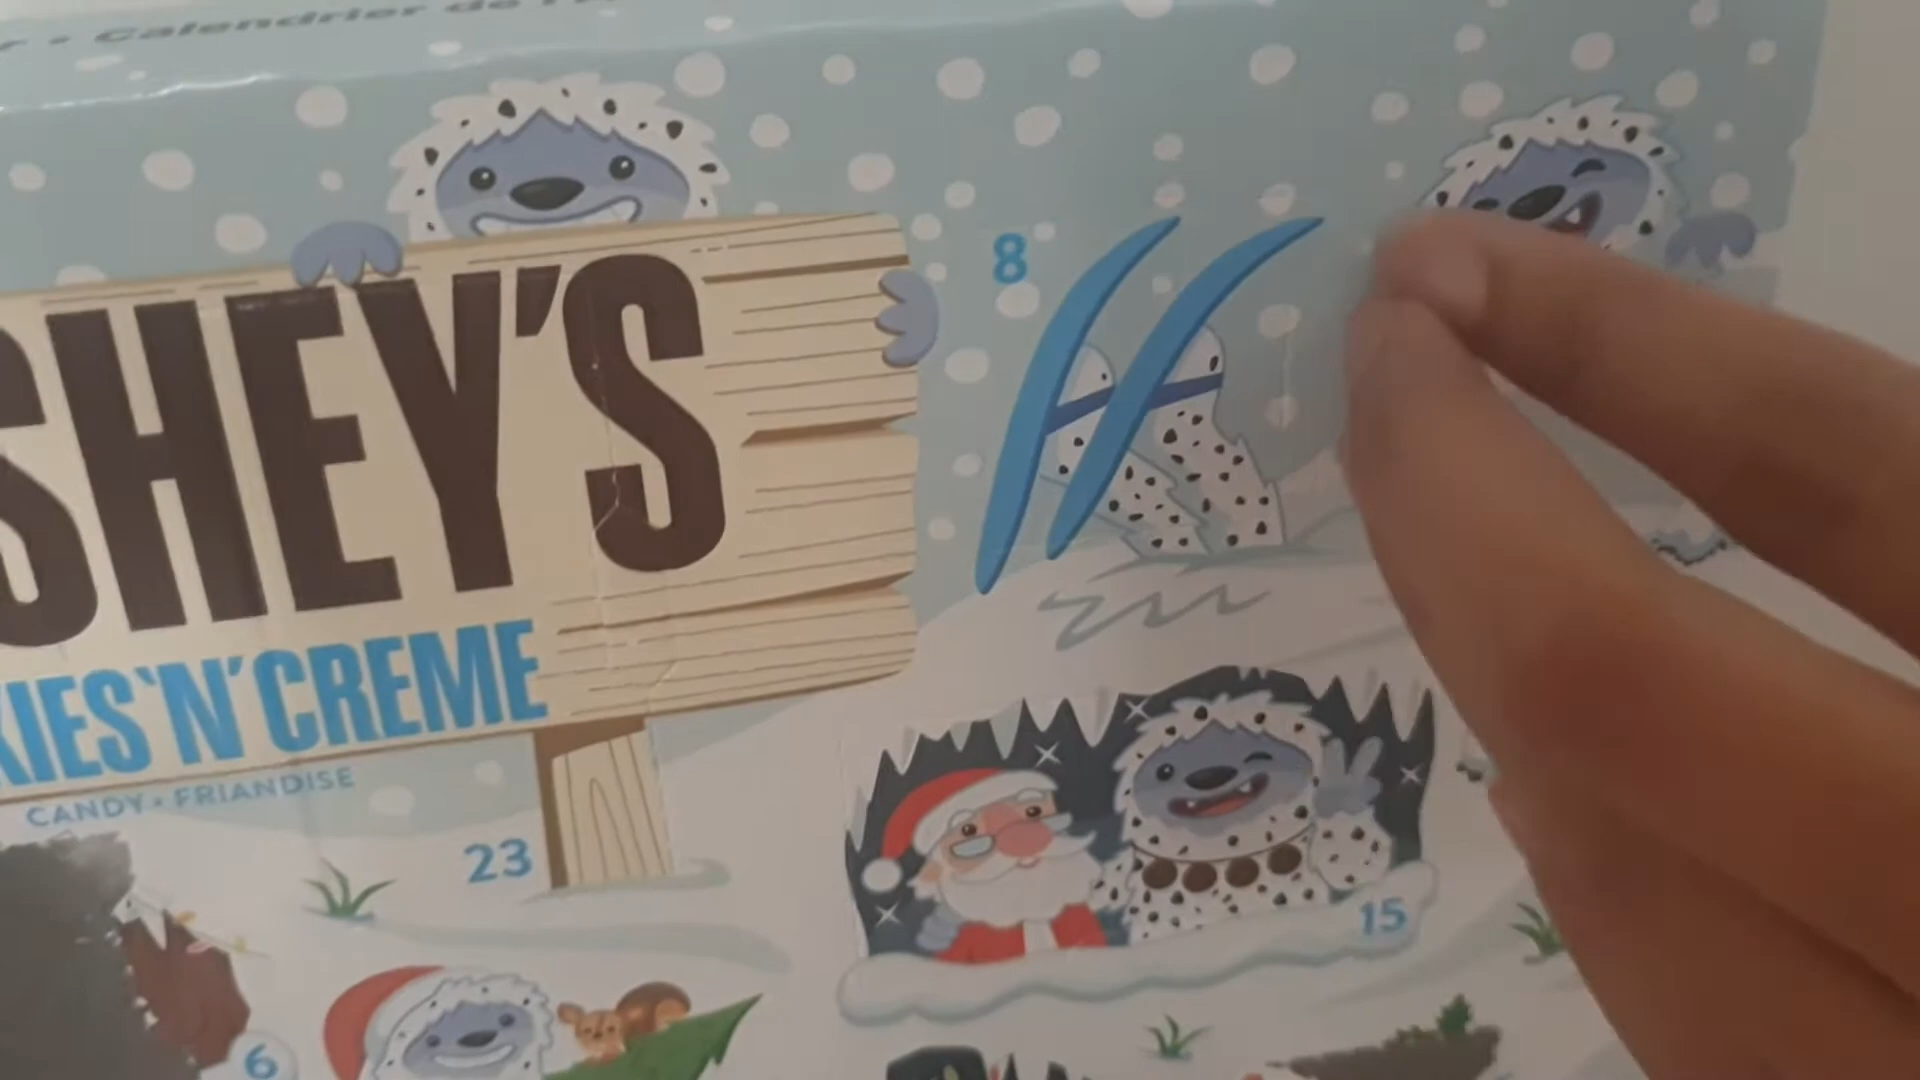 r • Calendrier de l'A
8
SHEY'S
KIES 'N' CREME
CANDY • FRIANDISE
23
15
6